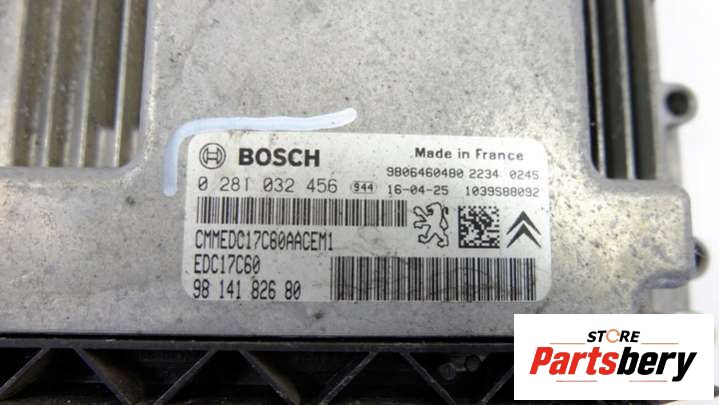 BOSCH
Made in France
9806460480 2234 0245
0 281 032 456 944 16-04-25 1039S88092
CMMEDC17C60AACEM1
EDC17C60
98 141 826 80
STORE
Partsbery